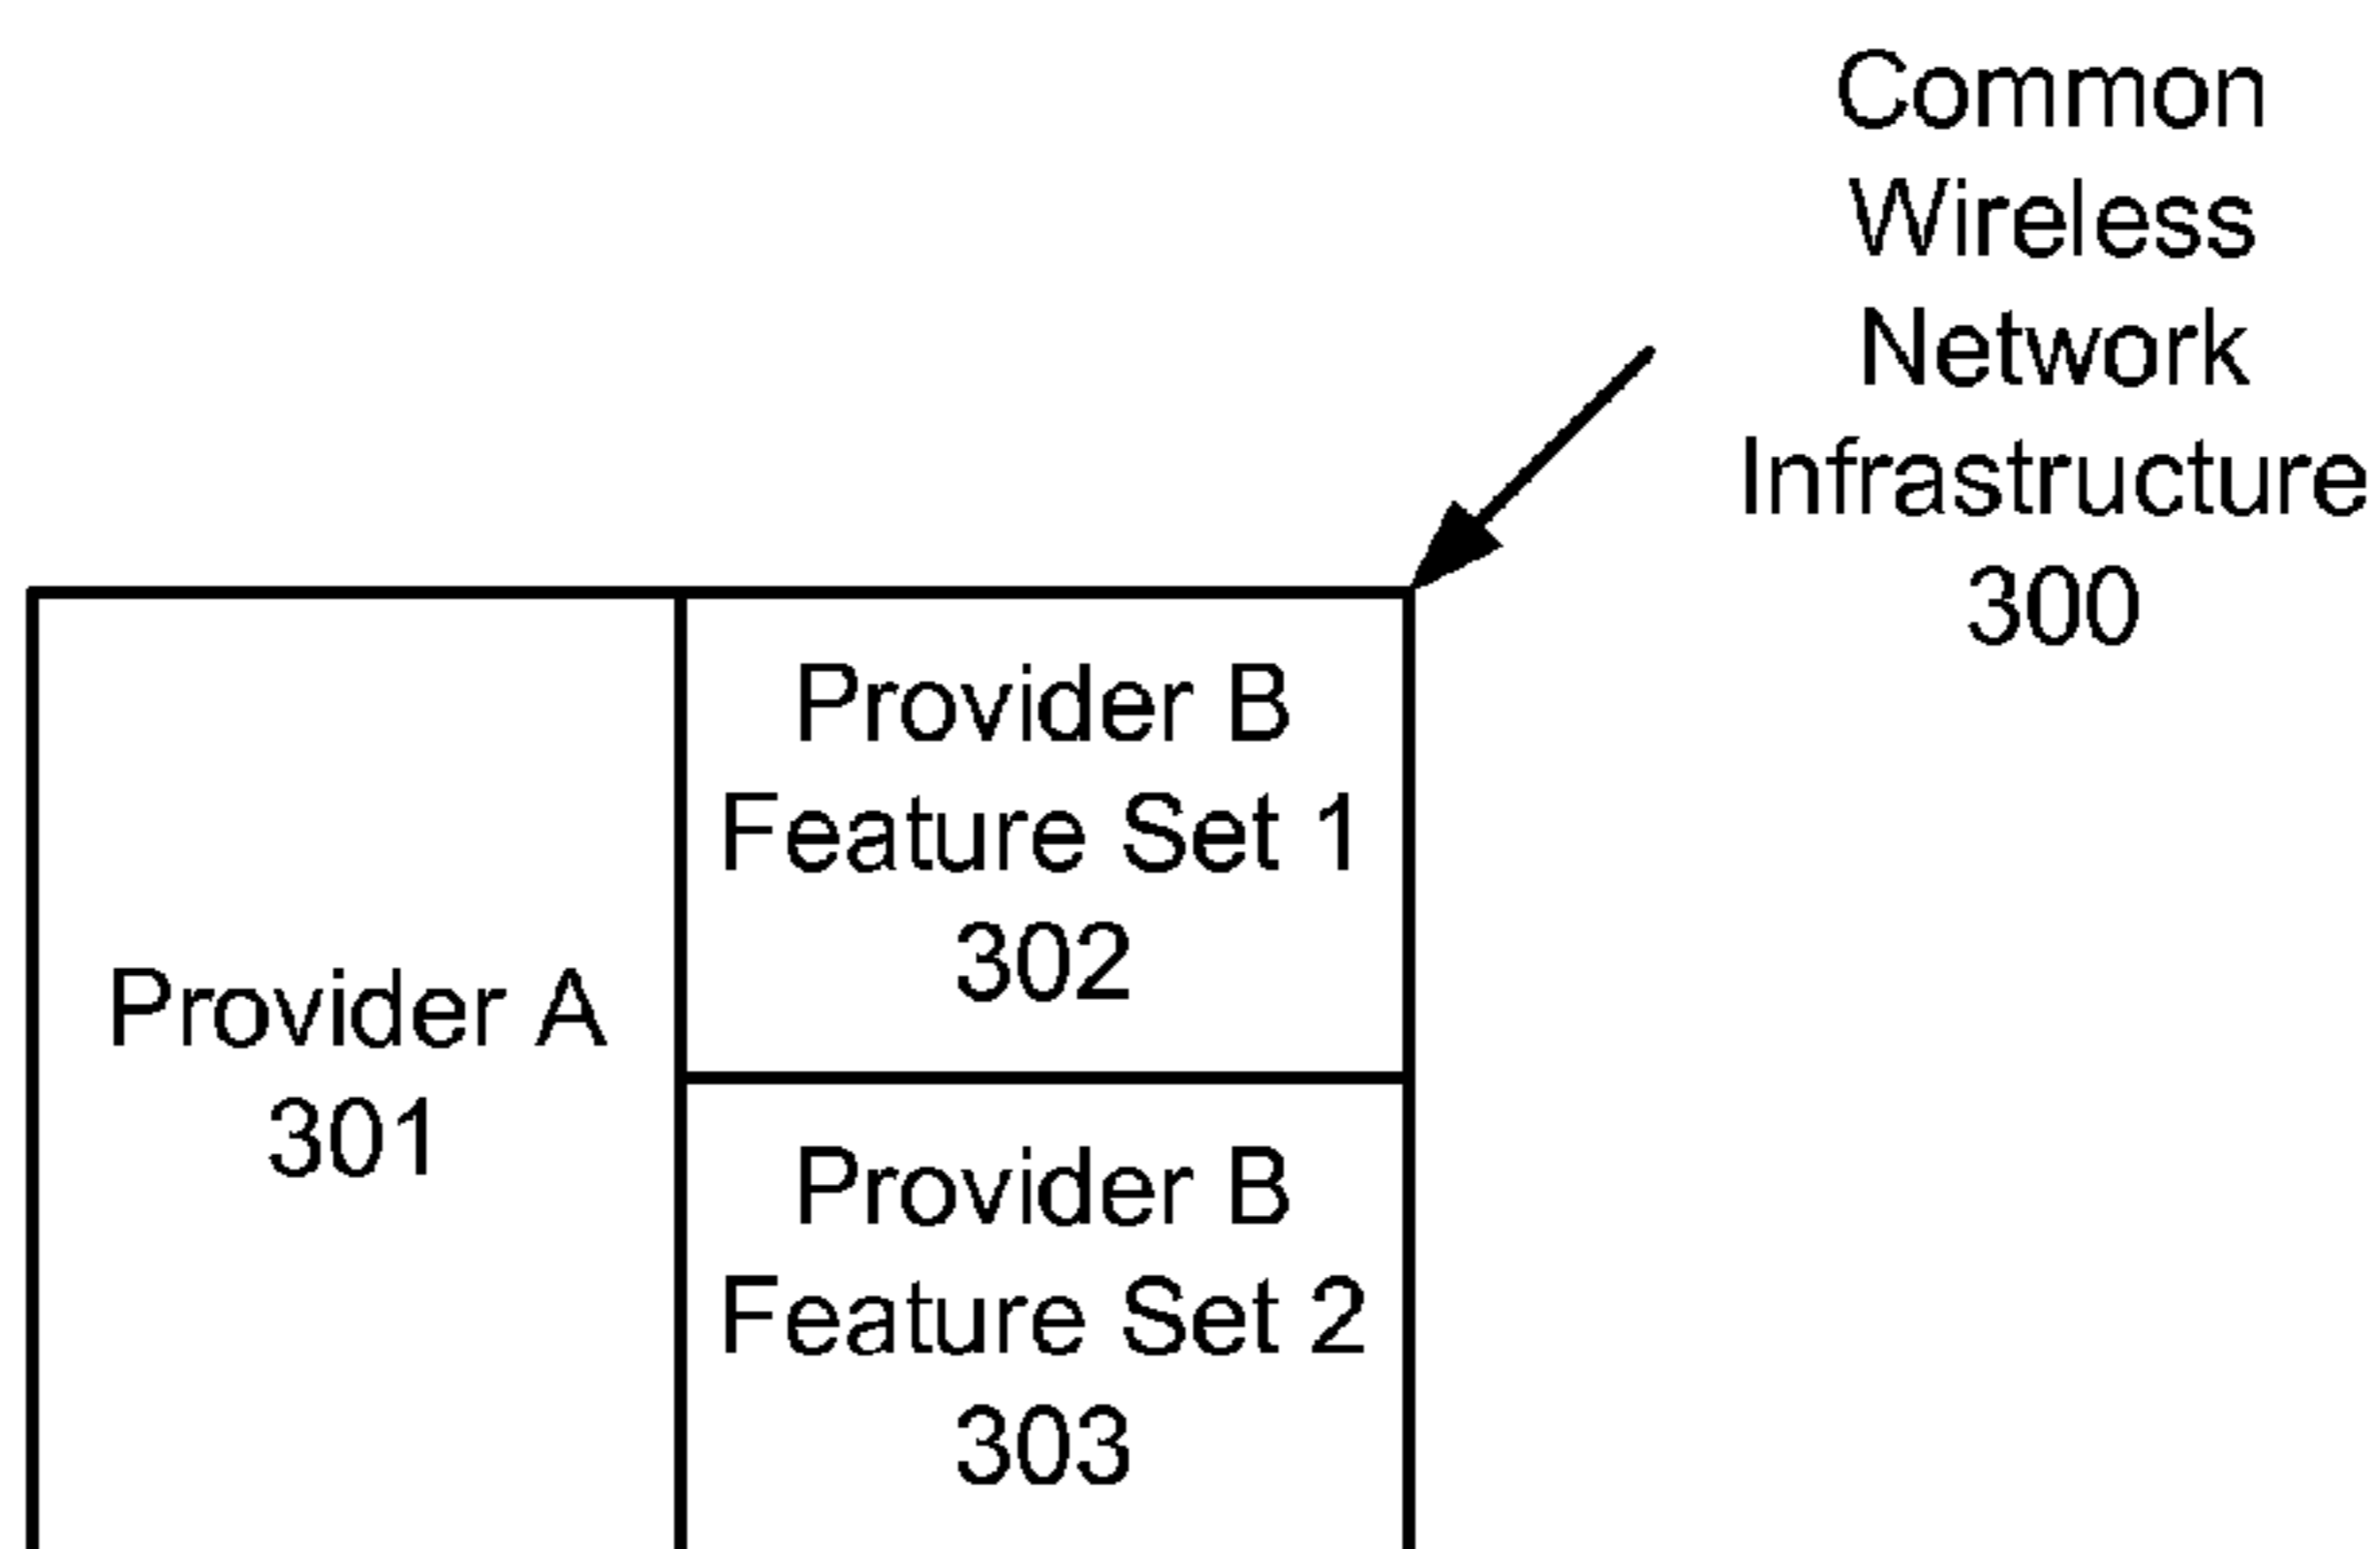 Common
Wireless
Network
Infrastructure
300
Provider A
301
Provider B
Feature Set 1
302
Provider B
Feature Set 2
303